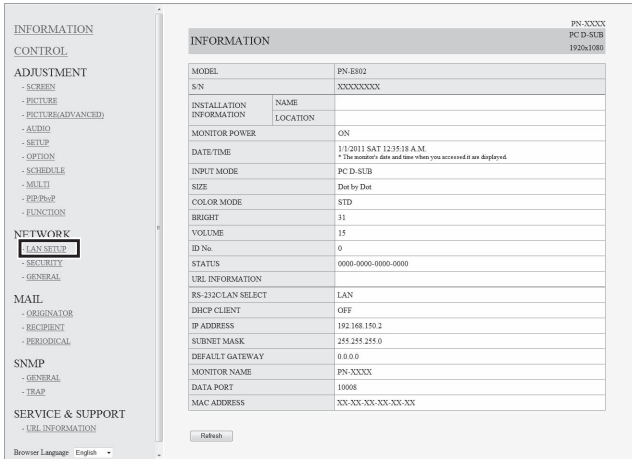 INFORMATION
CONTROL
ADJUSTMENT
- SCREEN
- PICTURE
- PICTURE(ADVANCED)
- AUDIO
- SETUP
- OPTION
- SCHEDULE
- MULTI
- PIP/PbyP
- FUNCTION
NETWORK
- LAN SETUP
- SECURITY
- GENERAL
MAIL
- ORIGINATOR
- RECIPIENT
- PERIODICAL
SNMP
- GENERAL
- TRAP
SERVICE & SUPPORT
- URL INFORMATION
Browser Language English
PN-XXXX
INFORMATION
PC D-SUB
1920x1080
MODEL PN-E802
S/N XXXXXXXX
INSTALLATION INFORMATION
NAME
LOCATION
MONITOR POWER ON
DATE/TIME 1/1/2011 SAT 12:35:18 A.M.
* The monitor's date and time when you accessed it are displayed.
INPUT MODE PC D-SUB
SIZE Dot by Dot
COLOR MODE STD
BRIGHT 31
VOLUME 15
ID No. 0
STATUS 0000-0000-0000-0000
URL INFORMATION
RS-232C/LAN SELECT LAN
DHCP CLIENT OFF
IP ADDRESS 192.168.150.2
SUBNET MASK 255.255.255.0
DEFAULT GATEWAY 0.0.0.0
MONITOR NAME PN-XXXX
DATA PORT 10008
MAC ADDRESS XX-XX-XX-XX-XX-XX
Refresh